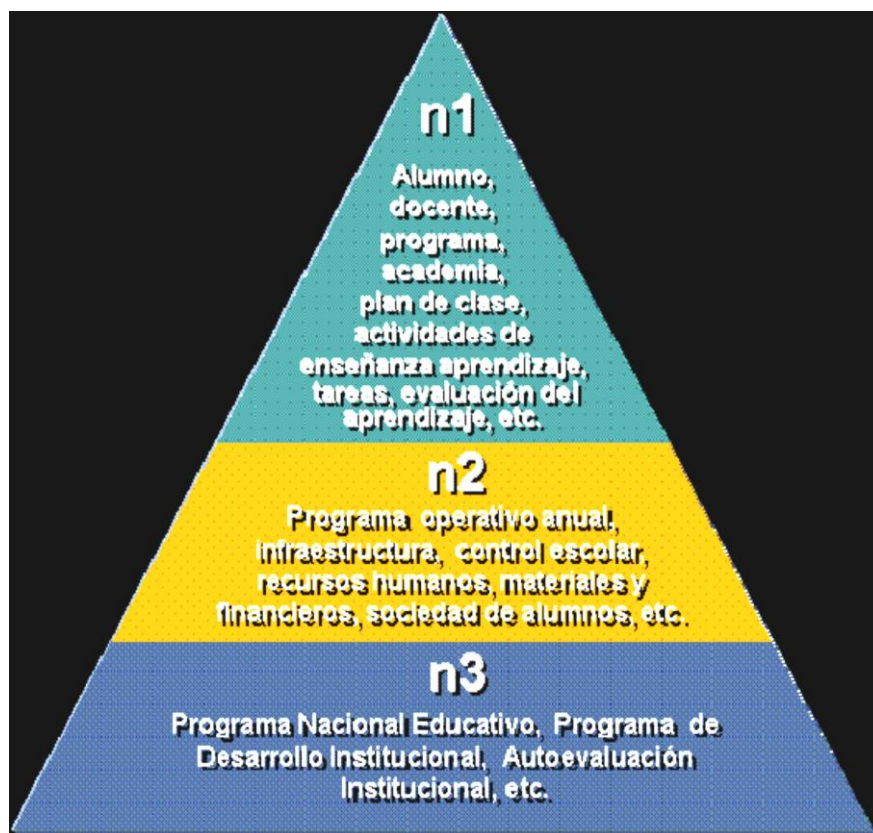 n1
Alumno,
docente,
programa,
academia,
plan de clase,
actividades de
enseñanza aprendizaje,
tareas, evaluación del
aprendizaje, etc.
n2
Programa operativo anual,
infraestructura, control escolar,
recursos humanos, materiales y
financieros, sociedad de alumnos, etc.
n3
Programa Nacional Educativo, Programa de
Desarrollo Institucional, Autoevaluación
Institucional, etc.